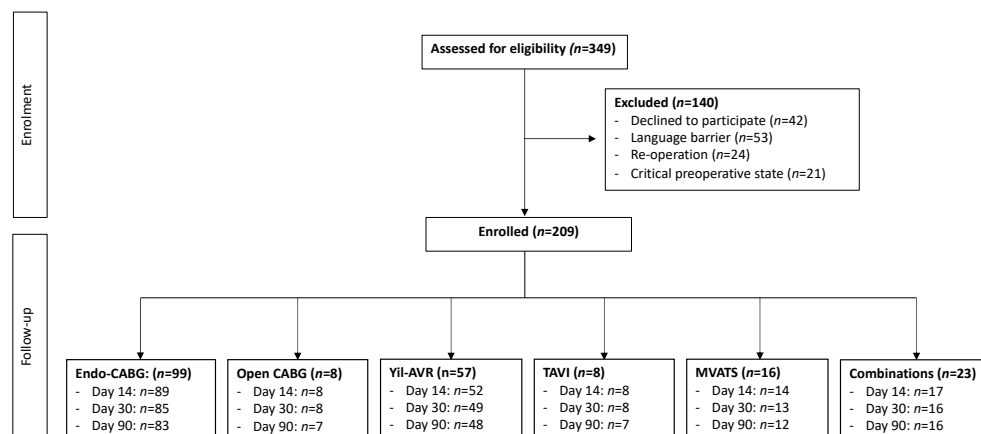 Enrolment
Assessed for eligibility (n=349)
Excluded (n=140)
- Declined to participate (n=42)
- Language barrier (n=53)
- Re-operation (n=24)
- Critical preoperative state (n=21)
Enrolled (n=209)
Follow-up
Endo-CABG: (n=99)
- Day 14: n=89
- Day 30: n=85
- Day 90: n=83
Open CABG (n=8)
- Day 14: n=8
- Day 30: n=8
- Day 90: n=7
Yil-AVR (n=57)
- Day 14: n=52
- Day 30: n=49
- Day 90: n=48
TAVI (n=8)
- Day 14: n=8
- Day 30: n=8
- Day 90: n=7
MVATS (n=16)
- Day 14: n=14
- Day 30: n=13
- Day 90: n=12
Combinations (n=23)
- Day 14: n=17
- Day 30: n=16
- Day 90: n=16